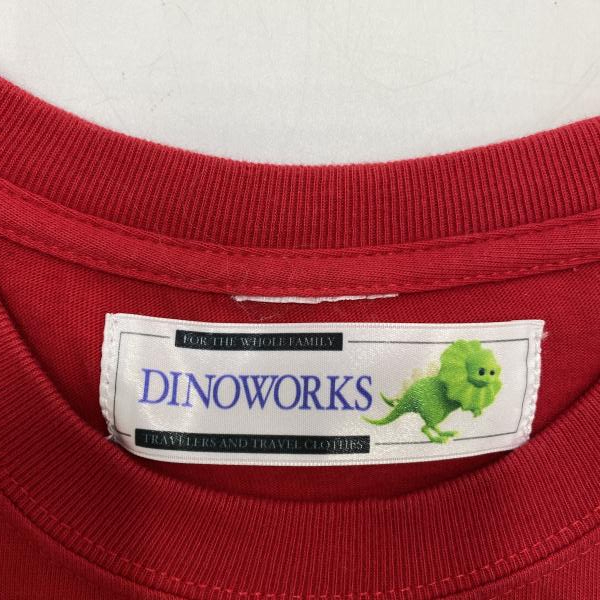 FOR THE WHOLE FAMILY
DINOWORKS
TRAVELERS AND TRAVEL CLOTHES